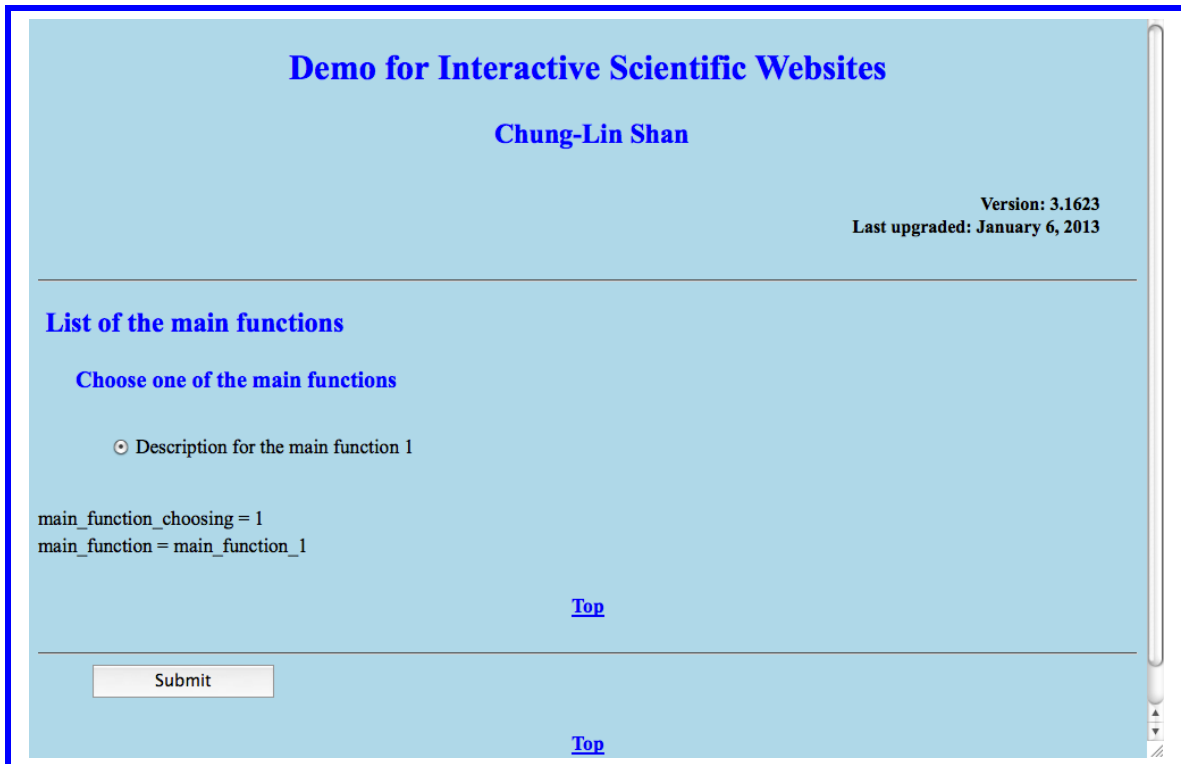 Demo for Interactive Scientific Websites
Chung-Lin Shan
Version: 3.1623
Last upgraded: January 6, 2013
List of the main functions
Choose one of the main functions
Description for the main function 1
main_function_choosing = 1
main_function = main_function_1
Top
Submit
Top